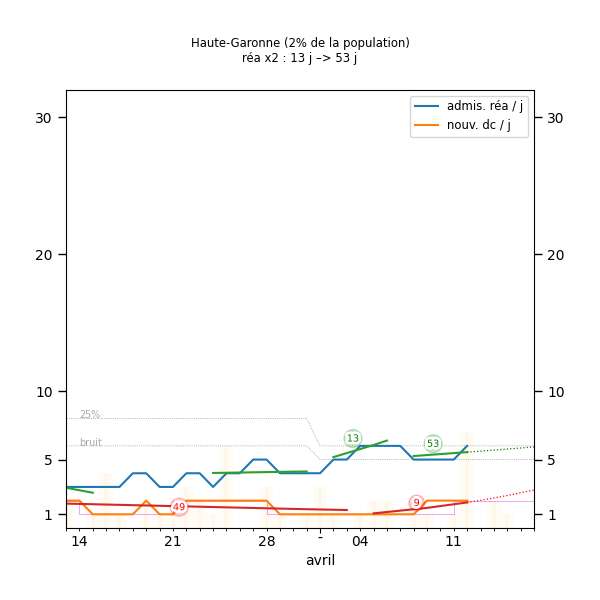 Haute-Garonne (2% de la population)
réa x2 : 13 j –> 53 j
admis. réa / j
nouv. dc / j
30 30
20 20
10 10
25%
bruit
13
53
5 5
49
9
1 1
14 21 28 - 04 11
avril